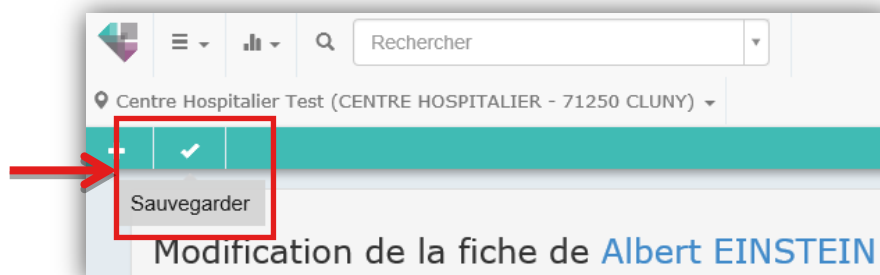 Rechercher
Centre Hospitalier Test (CENTRE HOSPITALIER - 71250 CLUNY)
Sauvegarder
Modification de la fiche de Albert EINSTEIN